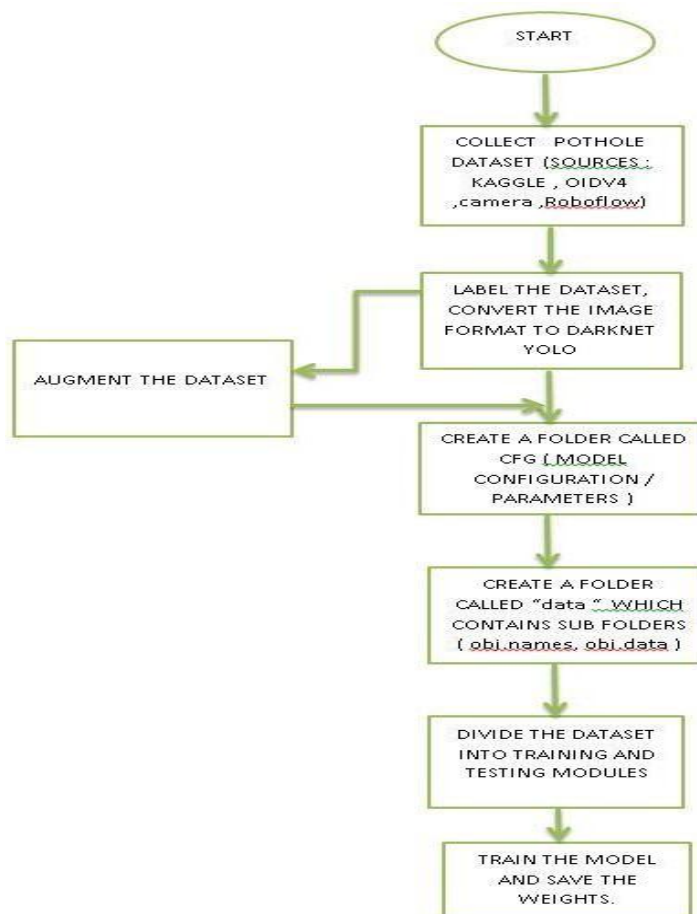 START
COLLECT POTHOLE
DATASET (SOURCES :
KAGGLE , OIDV4
,camera ,Roboflow)
LABEL THE DATASET,
CONVERT THE IMAGE
FORMAT TO DARKNET
YOLO
AUGMENT THE DATASET
CREATE A FOLDER CALLED
CFG ( MODEL
CONFIGURATION /
PARAMETERS )
CREATE A FOLDER
CALLED “data “ WHICH
CONTAINS SUB FOLDERS
( obj.names, obj.data )
DIVIDE THE DATASET
INTO TRAINING AND
TESTING MODULES
TRAIN THE MODEL
AND SAVE THE
WEIGHTS.